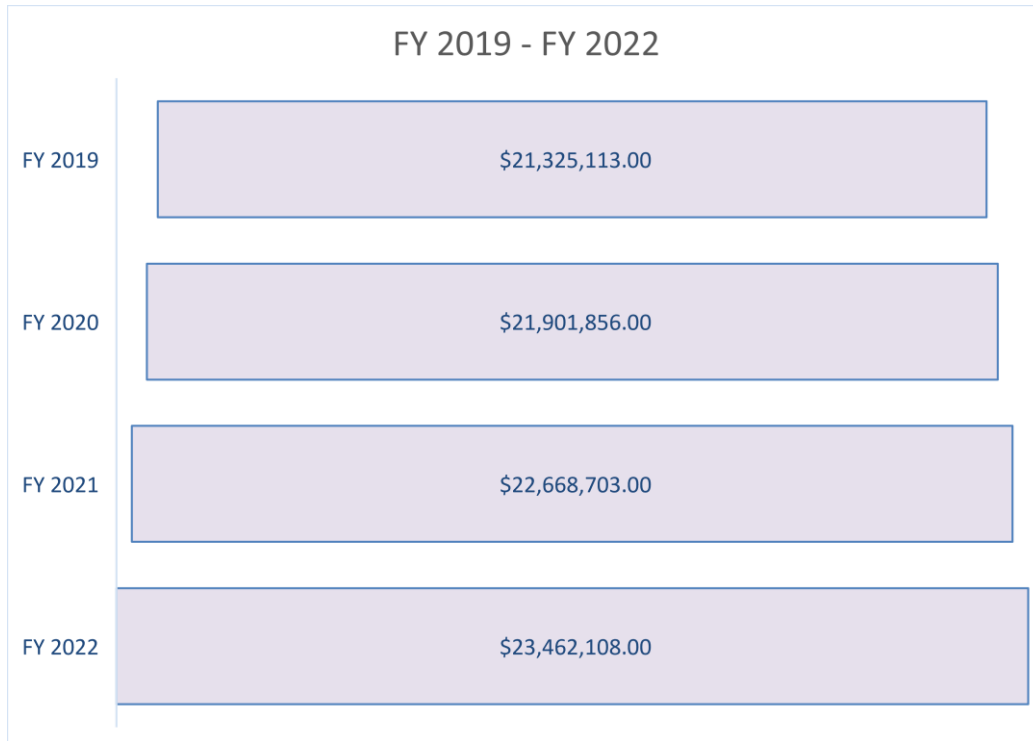 FY 2019 - FY 2022
FY 2019 $21,325,113.00
FY 2020 $21,901,856.00
FY 2021 $22,668,703.00
FY 2022 $23,462,108.00